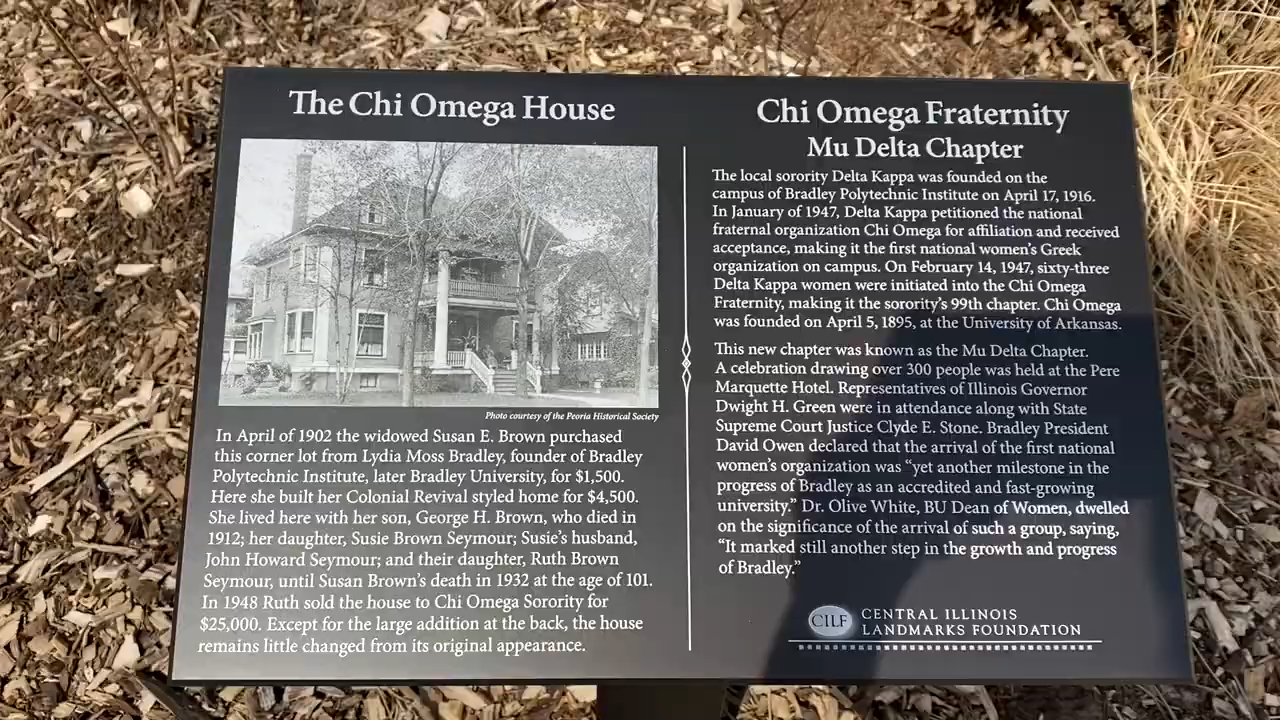 The Chi Omega House
Photo courtesy of the Peoria Historical Society
In April of 1902 the widowed Susan E. Brown purchased
this corner lot from Lydia Moss Bradley, founder of Bradley
Polytechnic Institute, later Bradley University, for $1,500.
Here she built her Colonial Revival styled home for $4,500.
She lived here with her son, George H. Brown, who died in
1912; her daughter, Susie Brown Seymour; Susie's husband,
John Howard Seymour; and their daughter, Ruth Brown
Seymour, until Susan Brown's death in 1932 at the age of 101.
In 1948 Ruth sold the house to Chi Omega Sorority for
$25,000. Except for the large addition at the back, the house
remains little changed from its original appearance.
Chi Omega Fraternity
Mu Delta Chapter
The local sorority Delta Kappa was founded on the
campus of Bradley Polytechnic Institute on April 17, 1916.
In January of 1947, Delta Kappa petitioned the national
fraternal organization Chi Omega for affiliation and received
acceptance, making it the first national women's Greek
organization on campus. On February 14, 1947, sixty-three
Delta Kappa women were initiated into the Chi Omega
Fraternity, making it the sorority's 99th chapter. Chi Omega
was founded on April 5, 1895, at the University of Arkansas.
This new chapter was known as the Mu Delta Chapter.
A celebration drawing over 300 people was held at the Pere
Marquette Hotel. Representatives of Illinois Governor
Dwight H. Green were in attendance along with State
Supreme Court Justice Clyde E. Stone. Bradley President
David Owen declared that the arrival of the first national
women's organization was “yet another milestone in the
progress of Bradley as an accredited and fast-growing
university.” Dr. Olive White, BU Dean of Women, dwelled
on the significance of the arrival of such a group, saying,
“It marked still another step in the growth and progress
of Bradley.”
CILF
CENTRAL ILLINOIS
LANDMARKS FOUNDATION